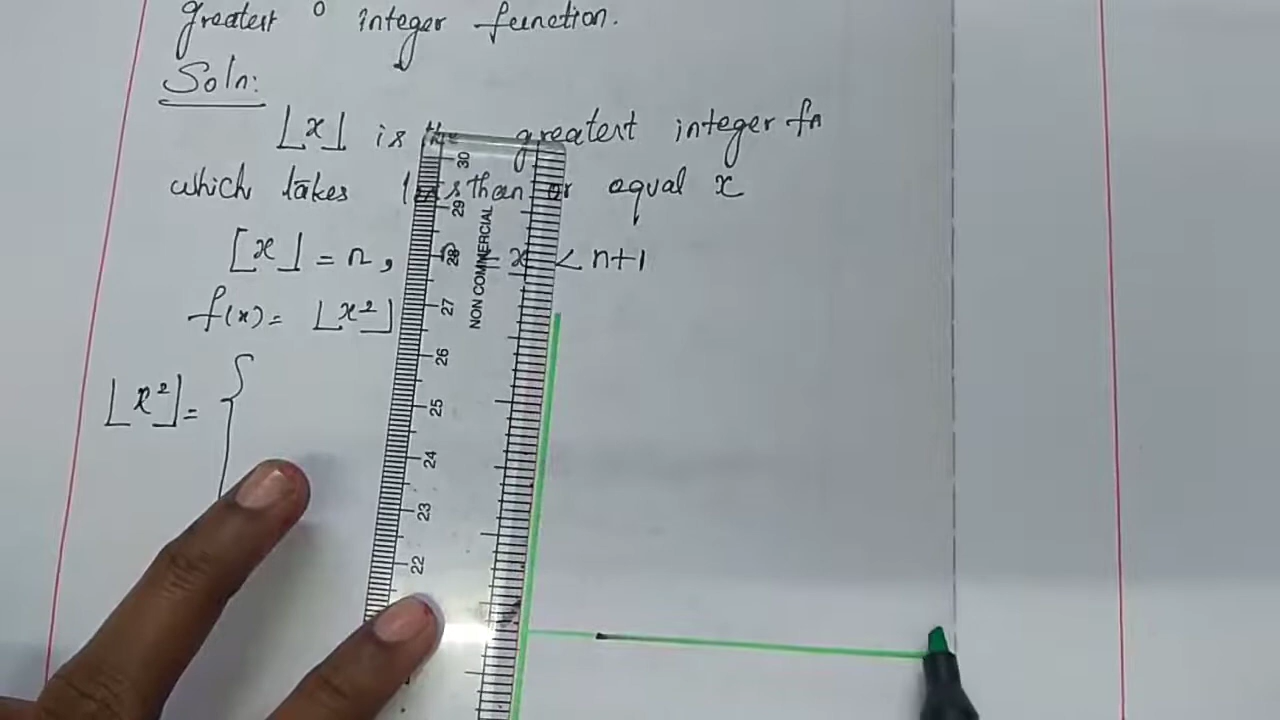 greatest integer function.
Soln:
⌊x⌋ is the greatest integer fn
which takes less than or equal x
⌊x⌋ = n, n ≤ x < n+1
f(x) = ⌊x²⌋
⌊x²⌋ = {
30
29
28
27
26
25
24
23
22
NON COMMERCIAL